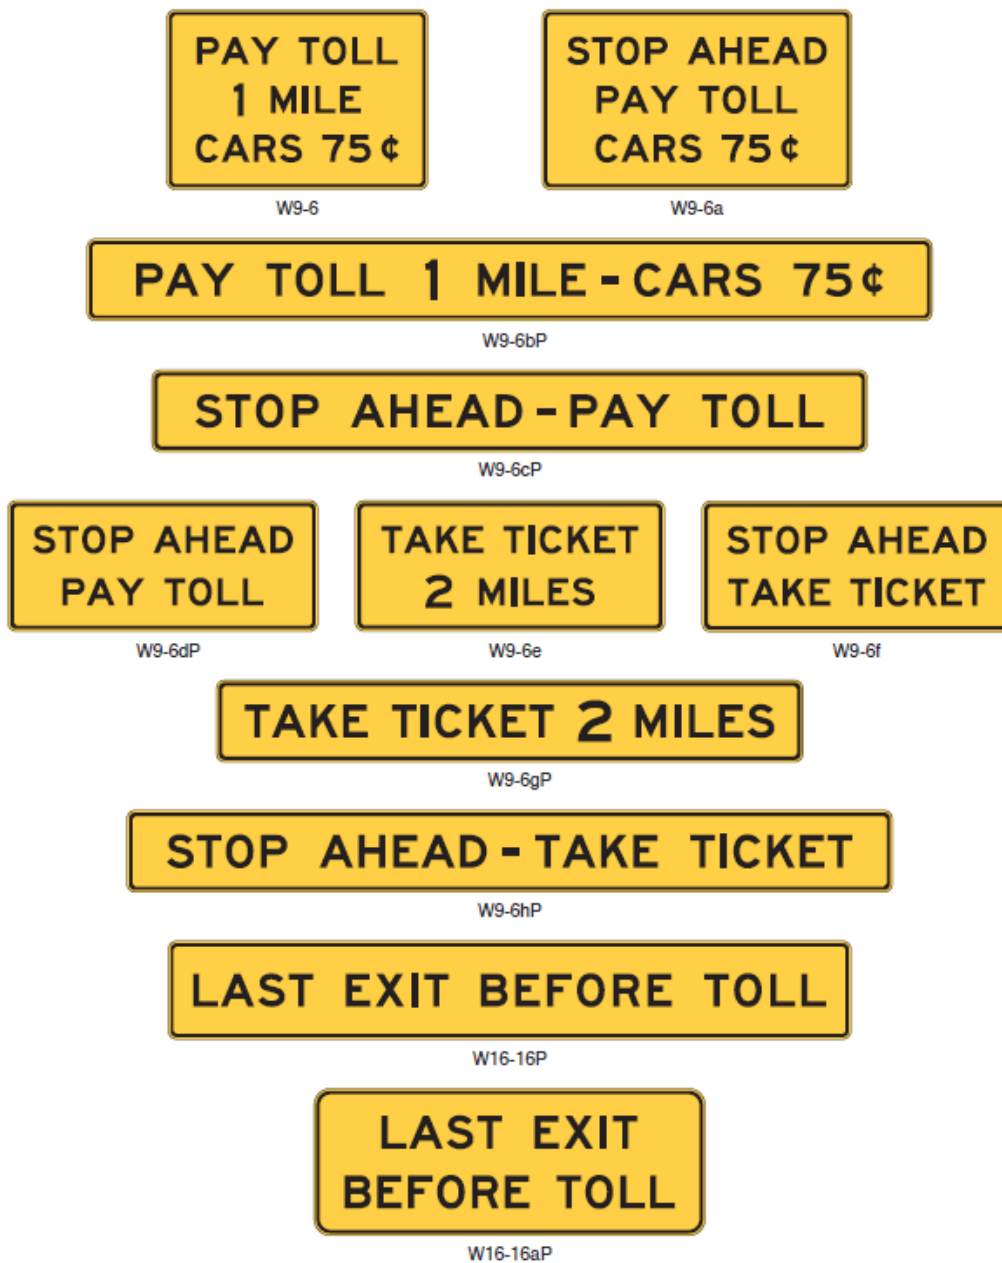 PAY TOLL
1 MILE
CARS 75¢
W9-6
STOP AHEAD
PAY TOLL
CARS 75¢
W9-6a
PAY TOLL 1 MILE - CARS 75¢
W9-6bP
STOP AHEAD - PAY TOLL
W9-6cP
STOP AHEAD
PAY TOLL
W9-6dP
TAKE TICKET
2 MILES
W9-6e
STOP AHEAD
TAKE TICKET
W9-6f
TAKE TICKET 2 MILES
W9-6gP
STOP AHEAD - TAKE TICKET
W9-6hP
LAST EXIT BEFORE TOLL
W16-16P
LAST EXIT
BEFORE TOLL
W16-16aP